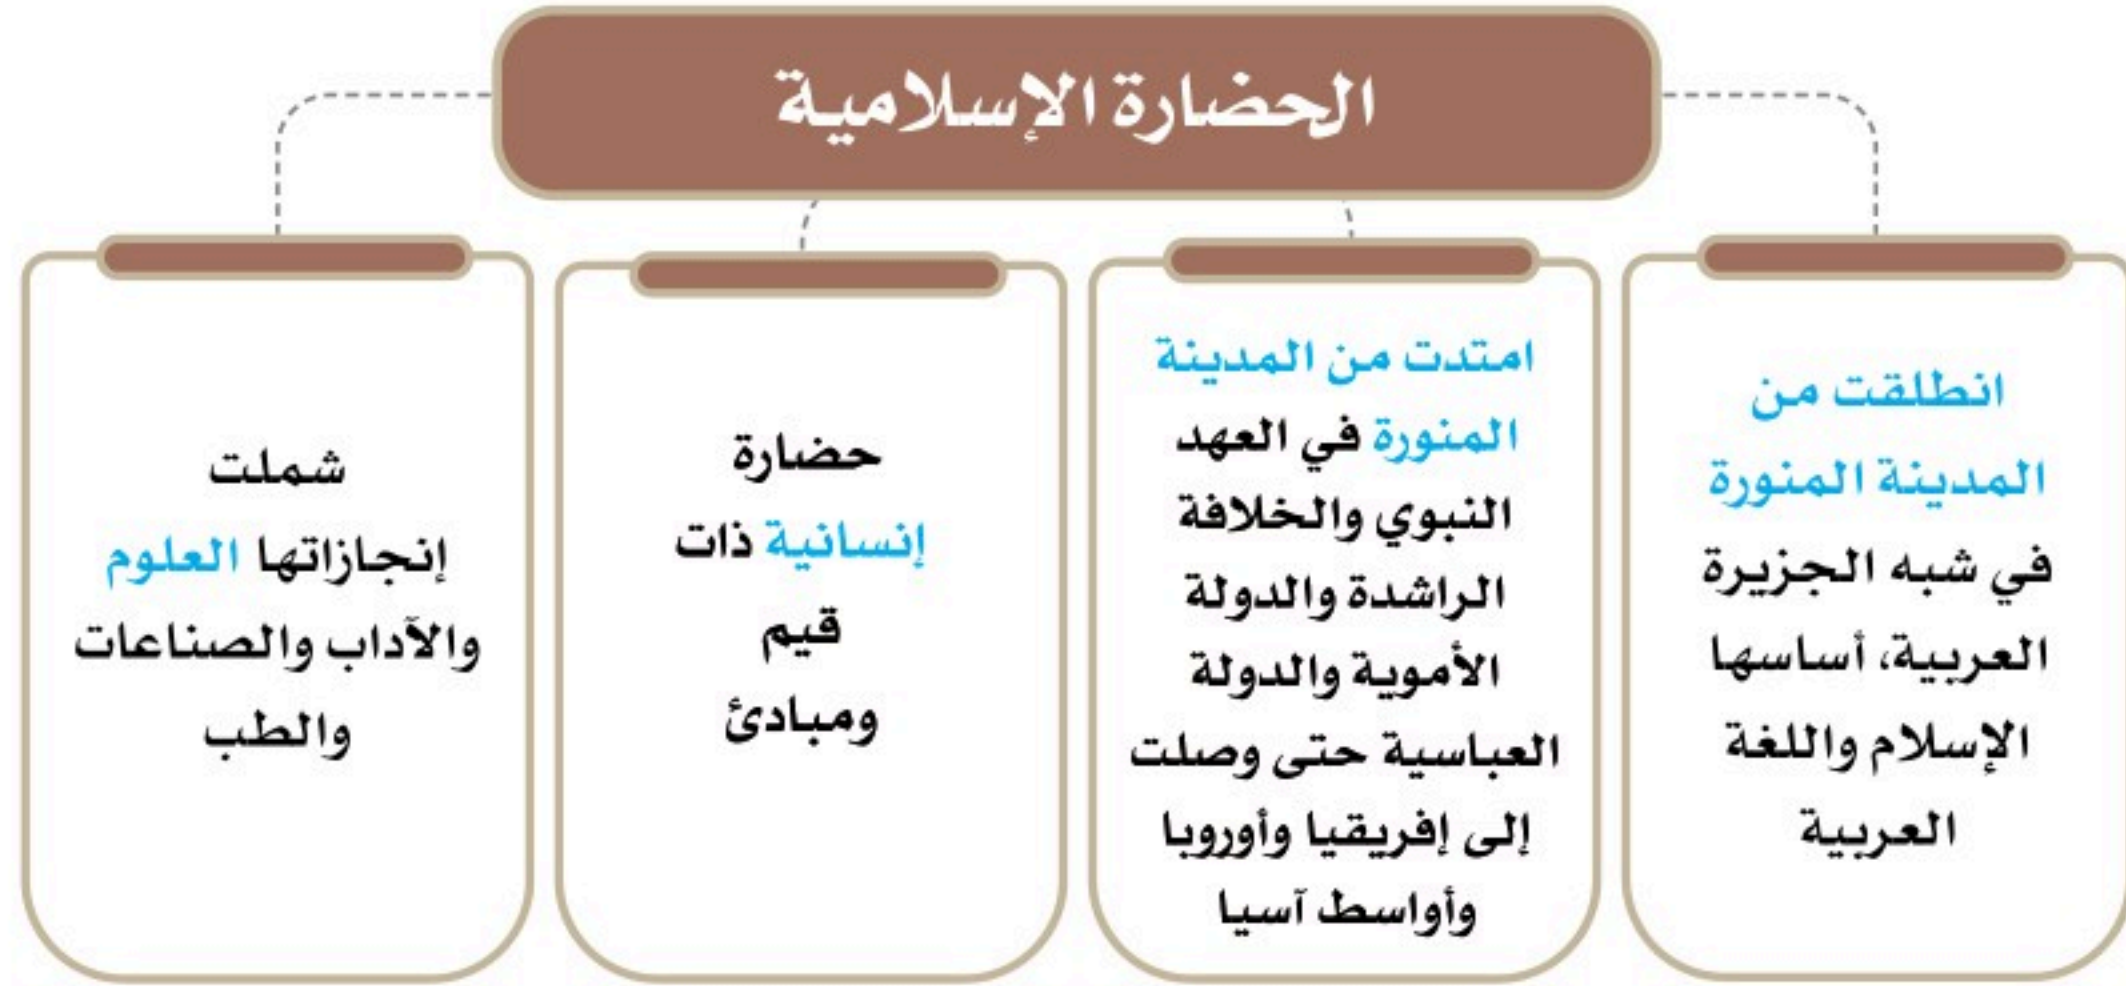 الحضارة الإسلامية
انطلقت من
المدينة المنورة
في شبه الجزيرة
العربية، أساسها
الإسلام واللغة
العربية
امتدت من المدينة
المنورة في العهد
النبوي والخلافة
الراشدة والدولة
الأموية والدولة
العباسية حتى وصلت
إلى إفريقيا وأوروبا
وأواسط آسيا
حضارة
إنسانية ذات
قيم
ومبادئ
شملت
إنجازاتها العلوم
والآداب والصناعات
والطب